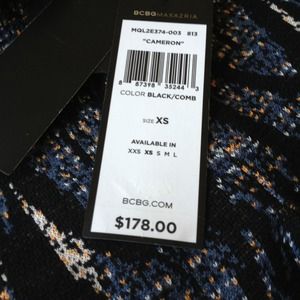 BCBGMAXAZRIA
MQL2E374-003 813
"CAMERON"
8 87398 35244 3
COLOR BLACK/COMB
SIZE XS
AVAILABLE IN
XXS XS S M L
BCBG.COM
$178.00